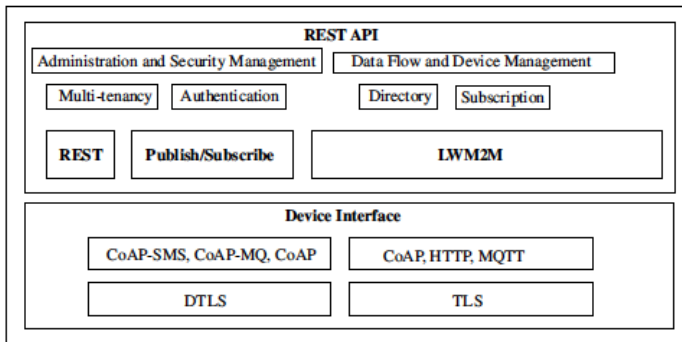 REST API
Administration and Security Management
Data Flow and Device Management
Multi-tenancy
Authentication
Directory
Subscription
REST
Publish/Subscribe
LWM2M
Device Interface
CoAP-SMS, CoAP-MQ, CoAP
CoAP, HTTP, MQTT
DTLS
TLS